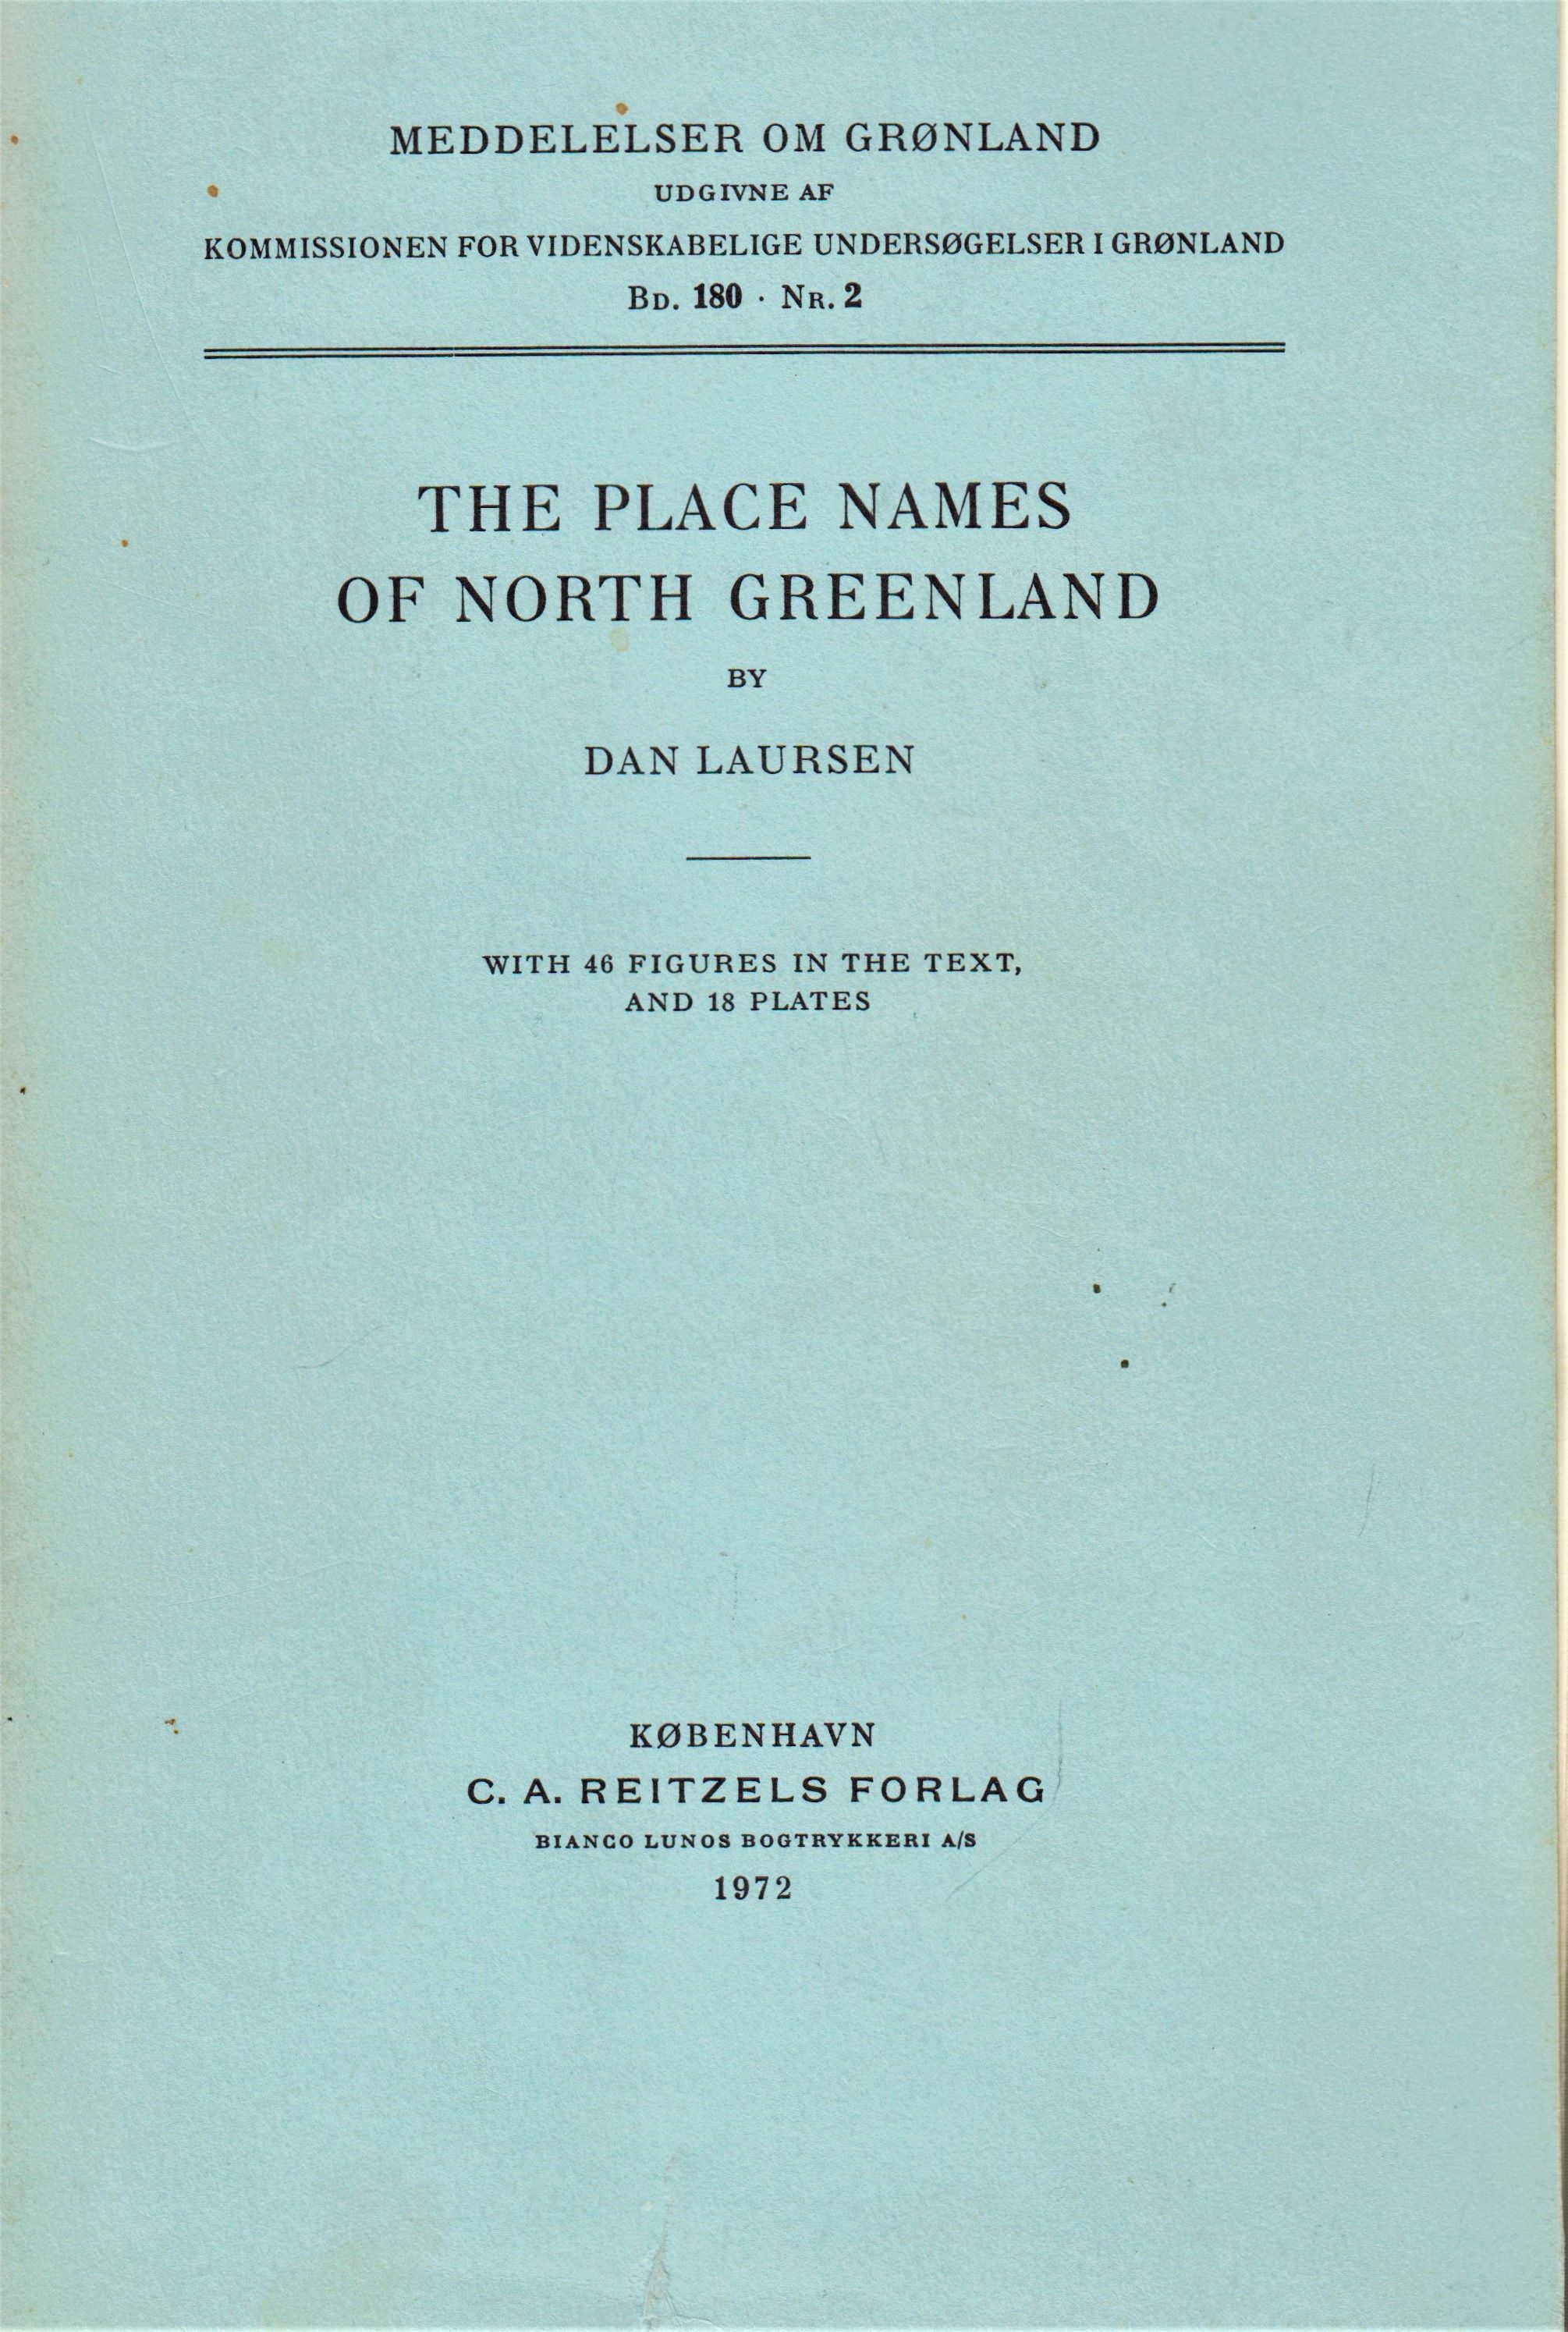 MEDDELELSER OM GRØNLAND
UDGIVNE AF
KOMMISSIONEN FOR VIDENSKABELIGE UNDERSØGELSER I GRØNLAND
BD. 180 · NR. 2
THE PLACE NAMES
OF NORTH GREENLAND
BY
DAN LAURSEN
WITH 46 FIGURES IN THE TEXT,
AND 18 PLATES
KØBENHAVN
C. A. REITZELS FORLAG
BIANCO LUNOS BOGTRYKKERI A/S
1972